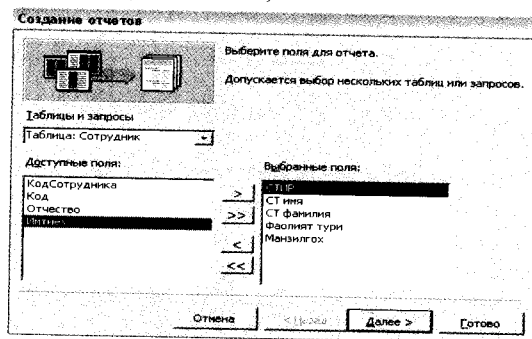 Создание отчетов
Выберите поля для отчета.
Допускается выбор нескольких таблиц или запросов.
Таблицы и запросы
Таблица: Сотрудник
Доступные поля:
Выбранные поля:
КодСотрудника
Код
Отчество
>
>>
<
<<
СТИР
СТ имя
СТ фамилия
Фаолият тури
Манзилгох
Отмена
< Назад
Далее >
Готово